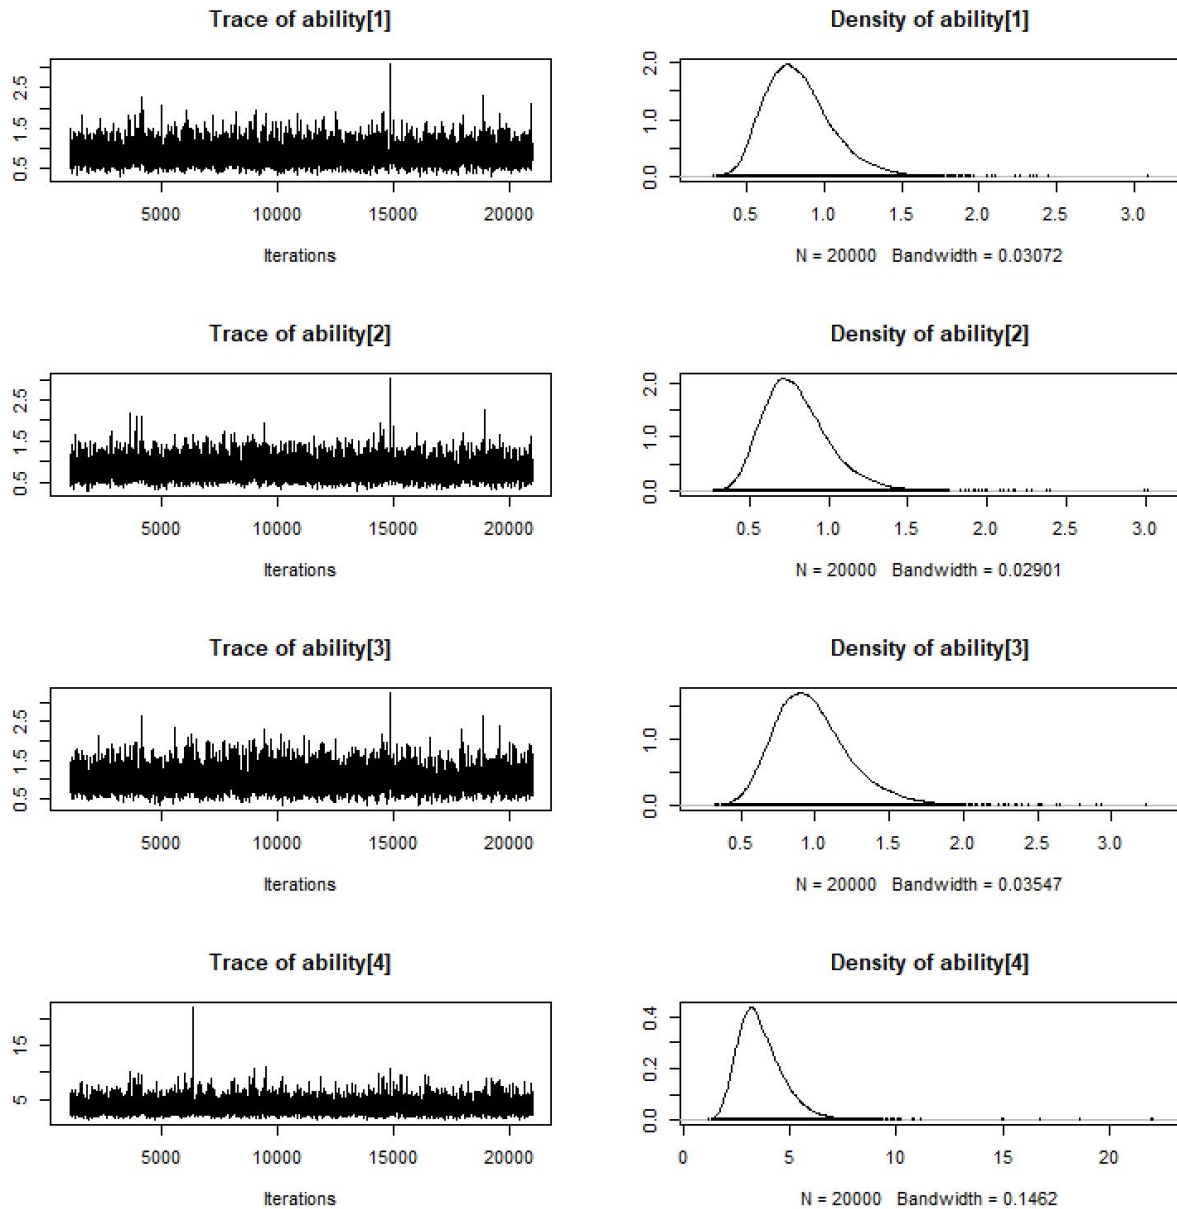 Trace of ability[1]
0.5 1.5 2.5
5000 10000 15000 20000
Iterations
Density of ability[1]
0.0 1.0 2.0
0.5 1.0 1.5 2.0 2.5 3.0
N = 20000 Bandwidth = 0.03072
Trace of ability[2]
0.5 1.5 2.5
5000 10000 15000 20000
Iterations
Density of ability[2]
0.0 1.0 2.0
0.5 1.0 1.5 2.0 2.5 3.0
N = 20000 Bandwidth = 0.02901
Trace of ability[3]
0.5 1.5 2.5
5000 10000 15000 20000
Iterations
Density of ability[3]
0.0 1.0
0.5 1.0 1.5 2.0 2.5 3.0
N = 20000 Bandwidth = 0.03547
Trace of ability[4]
5 15
5000 10000 15000 20000
Iterations
Density of ability[4]
0.0 0.2 0.4
0 5 10 15 20
N = 20000 Bandwidth = 0.1462